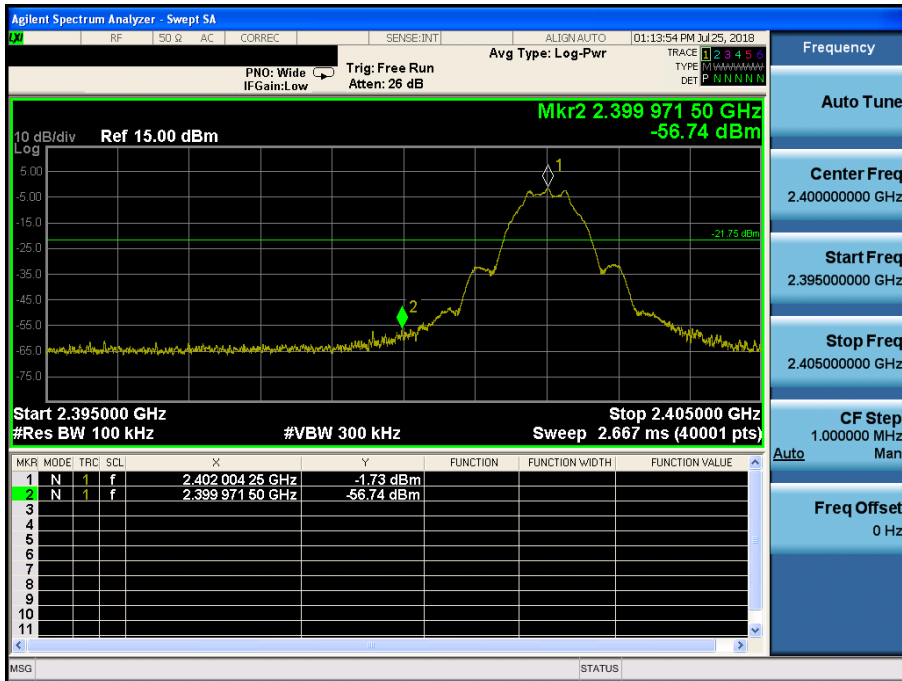 Agilent Spectrum Analyzer - Swept SA
LXI RF 50 Ω AC CORREC SENSE:INT ALIGN AUTO 01:13:54 PM Jul 25, 2018
Avg Type: Log-Pwr
TRACE 1 2 3 4 5 6
PNO: Wide Trig: Free Run TYPE M WWWWW
IFGain:Low Atten: 26 dB DET P N N N N N
Mkr2 2.399 971 50 GHz
-56.74 dBm
10 dB/div Ref 15.00 dBm
Log
5.00
-5.00
-15.0
-21.75 dBm
-25.0
-35.0
-45.0
-55.0
-65.0
-75.0
1
2
Start 2.395000 GHz Stop 2.405000 GHz
#Res BW 100 kHz #VBW 300 kHz Sweep 2.667 ms (40001 pts)
MKR MODE TRC SCL X Y FUNCTION FUNCTION WIDTH FUNCTION VALUE
1 N 1 f 2.402 004 25 GHz -1.73 dBm
2 N 1 f 2.399 971 50 GHz -56.74 dBm
3
4
5
6
7
8
9
10
11
MSG STATUS
Frequency
Auto Tune
Center Freq
2.400000000 GHz
Start Freq
2.395000000 GHz
Stop Freq
2.405000000 GHz
CF Step
1.000000 MHz
Auto Man
Freq Offset
0 Hz